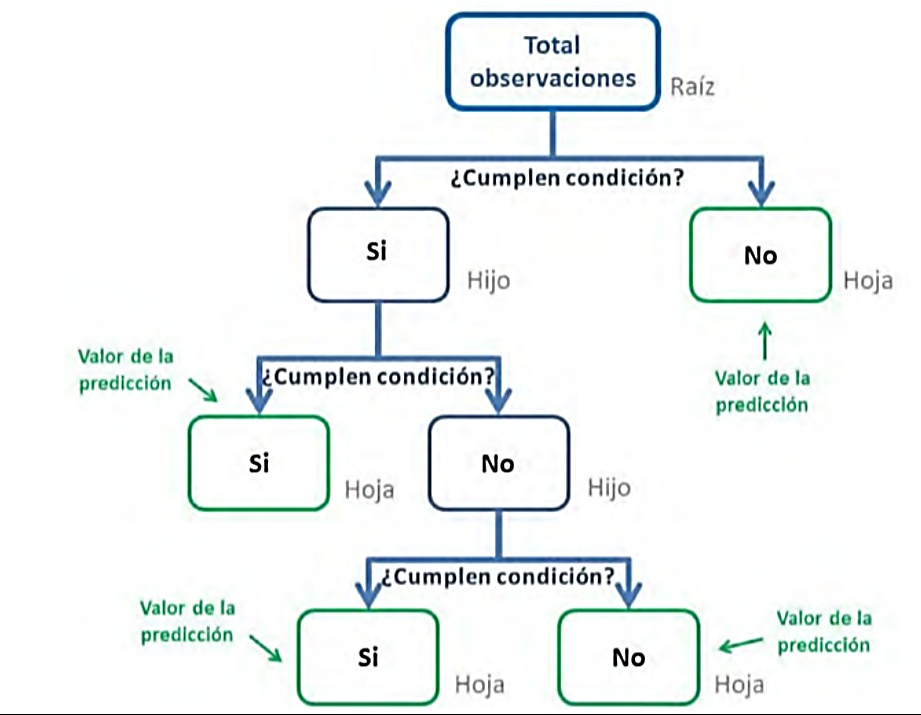 Total
observaciones
Raíz
¿Cumplen condición?
Si
Hijo
No
Hoja
Valor de la
predicción
¿Cumplen condición?
Valor de la
predicción
Si
Hoja
No
Hijo
¿Cumplen condición?
Valor de la
predicción
Si
Hoja
No
Hoja
Valor de la
predicción